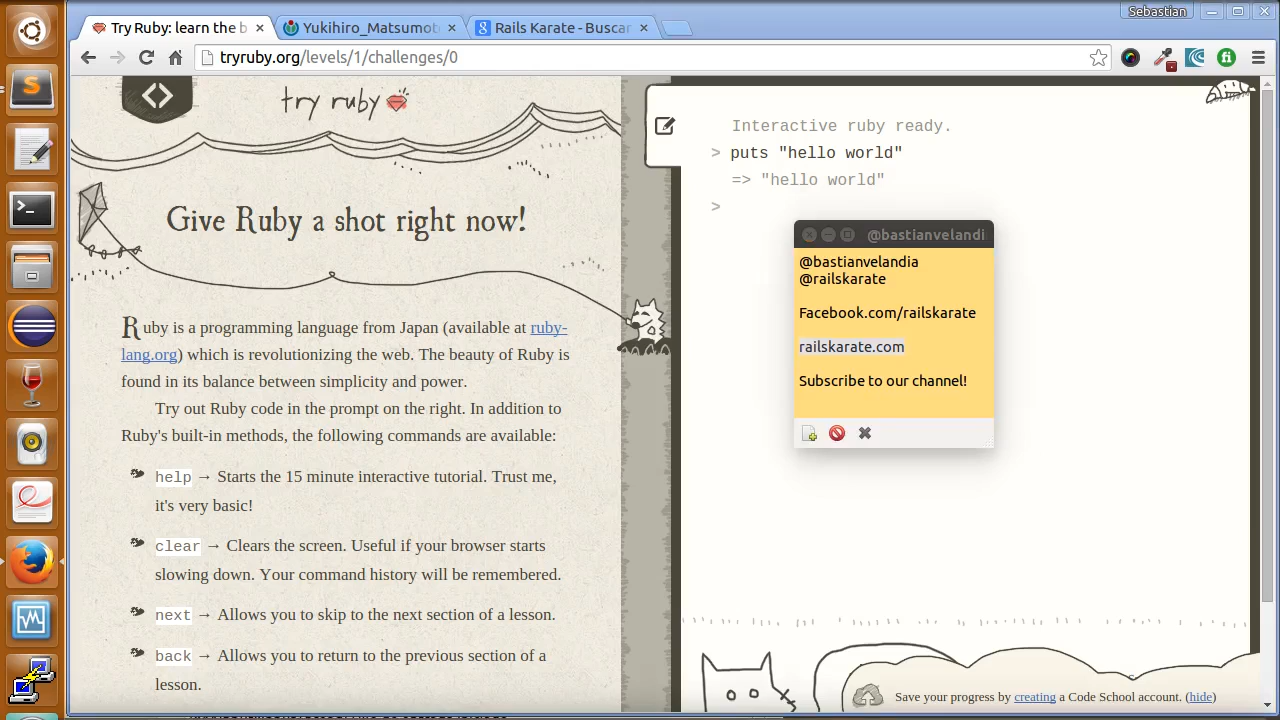 Sebastian
Try Ruby: learn the b
Yukihiro_Matsumoto
Rails Karate - Buscar
tryruby.org/levels/1/challenges/0
try ruby
Give Ruby a shot right now!
Ruby is a programming language from Japan (available at ruby-
lang.org) which is revolutionizing the web. The beauty of Ruby is
found in its balance between simplicity and power.
Try out Ruby code in the prompt on the right. In addition to
Ruby's built-in methods, the following commands are available:
help → Starts the 15 minute interactive tutorial. Trust me,
it's very basic!
clear → Clears the screen. Useful if your browser starts
slowing down. Your command history will be remembered.
next → Allows you to skip to the next section of a lesson.
back → Allows you to return to the previous section of a
lesson.
Interactive ruby ready.
> puts "hello world"
=> "hello world"
>
@bastianvelandi
@bastianvelandia
@railskarate
Facebook.com/railskarate
railskarate.com
Subscribe to our channel!
Save your progress by creating a Code School account. (hide)